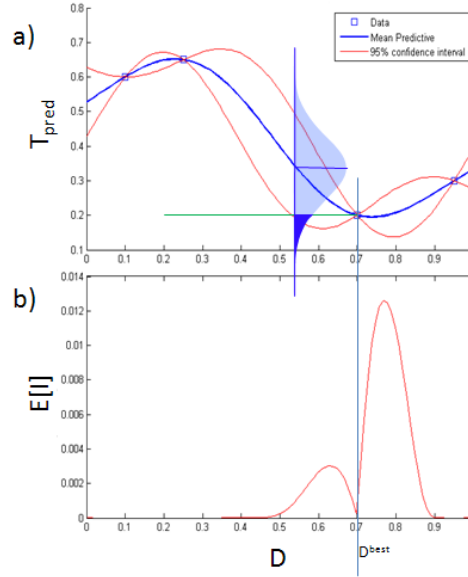 a)
Data
Mean Predictive
95% confidence interval
T_pred
0.8
0.7
0.6
0.5
0.4
0.3
0.2
0.1
0 0.1 0.2 0.3 0.4 0.5 0.6 0.7 0.8 0.9
b)
E[I]
0.014
0.012
0.01
0.008
0.006
0.004
0.002
0
0 0.1 0.2 0.3 0.4 0.5 0.6 0.7 0.8 0.9
D
D^best